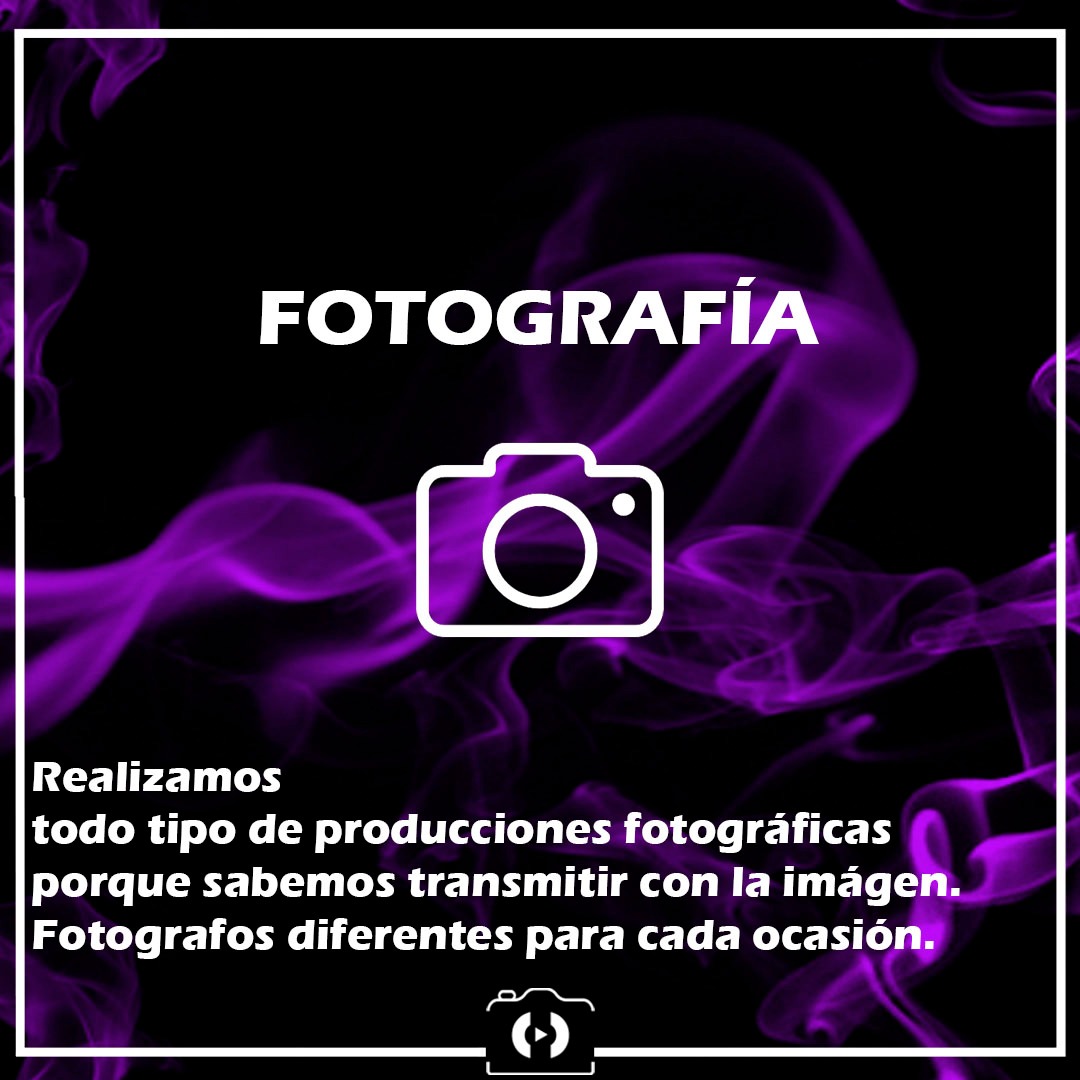 FOTOGRAFÍA
Realizamos
todo tipo de producciones fotográficas
porque sabemos transmitir con la imágen.
Fotografos diferentes para cada ocasión.